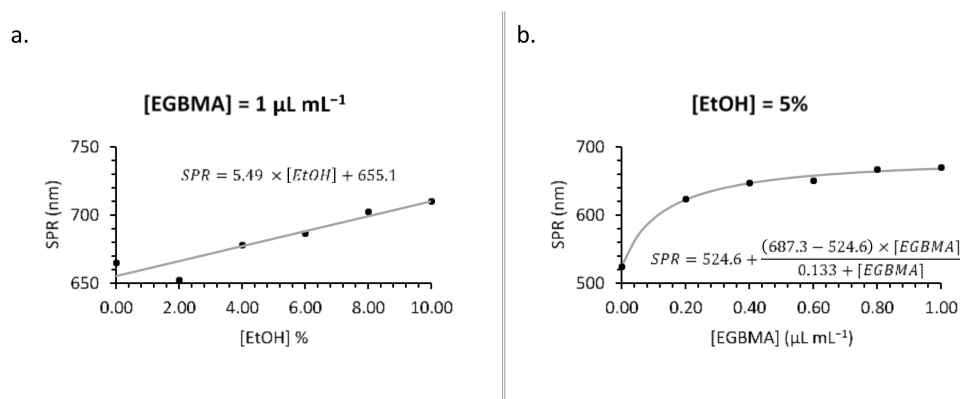 a.
[EGBMA] = 1 µL mL⁻¹
750
700
650
SPR (nm)
SPR = 5.49 × [EtOH] + 655.1
0.00 2.00 4.00 6.00 8.00 10.00
[EtOH] %
b.
[EtOH] = 5%
700
600
500
SPR (nm)
SPR = 524.6 + (687.3 − 524.6) × [EGBMA]
0.133 + [EGBMA]
0.00 0.20 0.40 0.60 0.80 1.00
[EGBMA] (µL mL⁻¹)